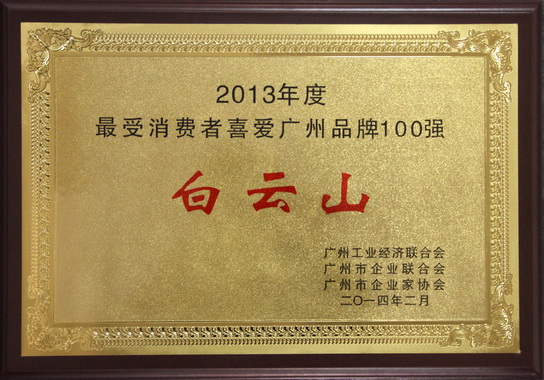 2013年度
最受消费者喜爱广州品牌100强
白云山
广州工业经济联合会
广州市企业联合会
广州市企业家协会
二〇一四年二月